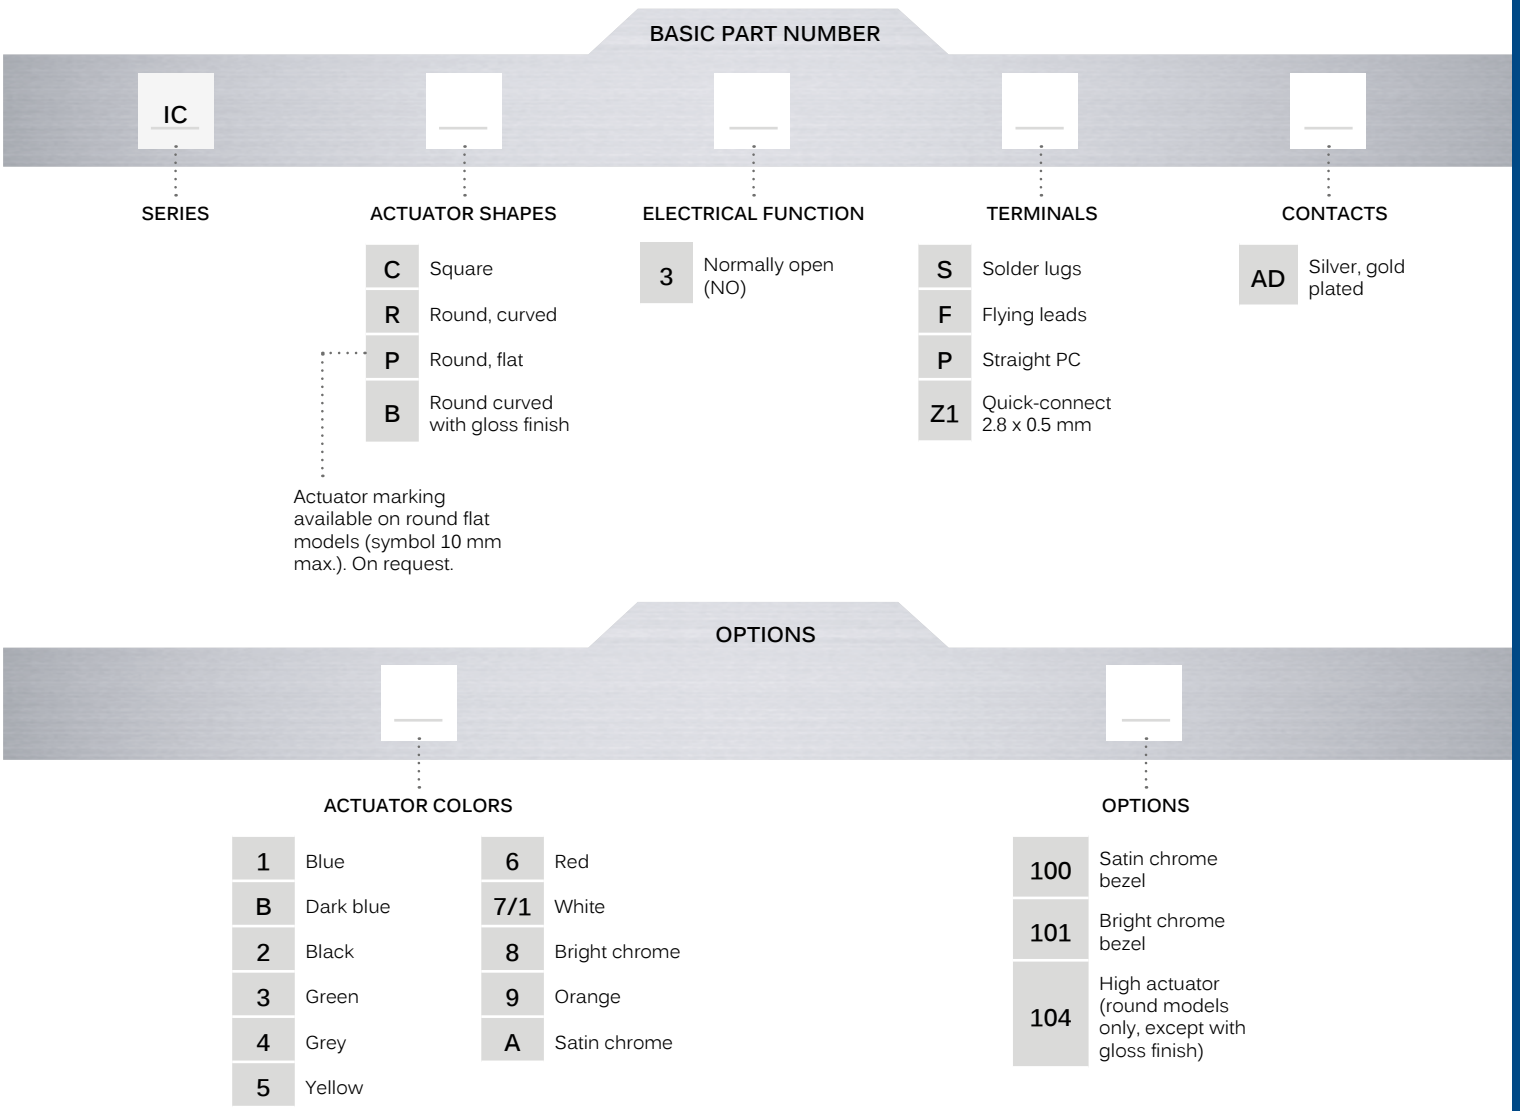 BASIC PART NUMBER
IC
SERIES
ACTUATOR SHAPES
C Square
R Round, curved
P Round, flat
B Round curved
with gloss finish
Actuator marking
available on round flat
models (symbol 10 mm
max.). On request.
ELECTRICAL FUNCTION
3 Normally open
(NO)
TERMINALS
S Solder lugs
F Flying leads
P Straight PC
Z1 Quick-connect
2.8 x 0.5 mm
CONTACTS
AD Silver, gold
plated
OPTIONS
ACTUATOR COLORS
1 Blue
B Dark blue
2 Black
3 Green
4 Grey
5 Yellow
6 Red
7/1 White
8 Bright chrome
9 Orange
A Satin chrome
OPTIONS
100 Satin chrome
bezel
101 Bright chrome
bezel
104 High actuator
(round models
only, except with
gloss finish)